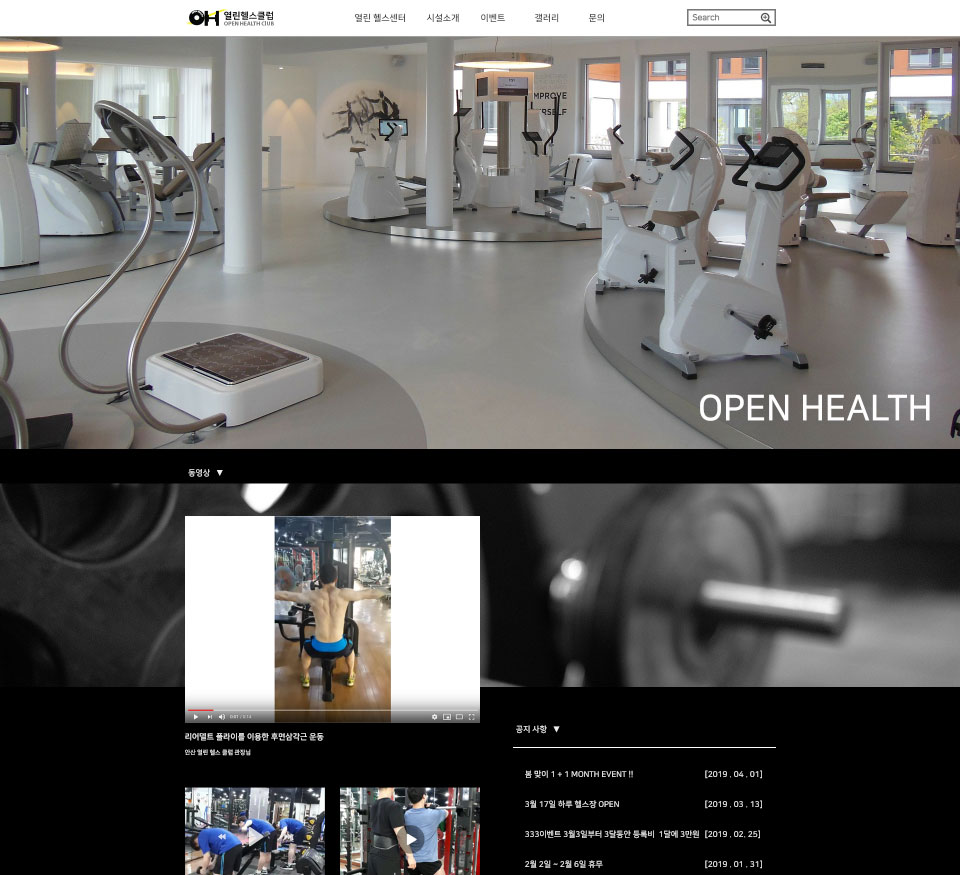 OH 열린헬스클럽
OPEN HEALTH CLUB
열린 헬스센터 시설소개 이벤트 갤러리 문의
Search
MPROVE
RSELF
OPEN HEALTH
동영상 ▼
0:01 / 0:14
리어델트 플라이를 이용한 후면삼각근 운동
안산 열린 헬스 클럽 관장님
공지 사항 ▼
봄 맞이 1 + 1 MONTH EVENT !! [2019 . 04 . 01]
3월 17일 하루 헬스장 OPEN [2019 . 03 . 13]
333이벤트 3월3일부터 3달동안 등록비 1달에 3만원 [2019 . 02, 25]
2월 2일 ~ 2월 6일 휴무 [2019 . 01 . 31]